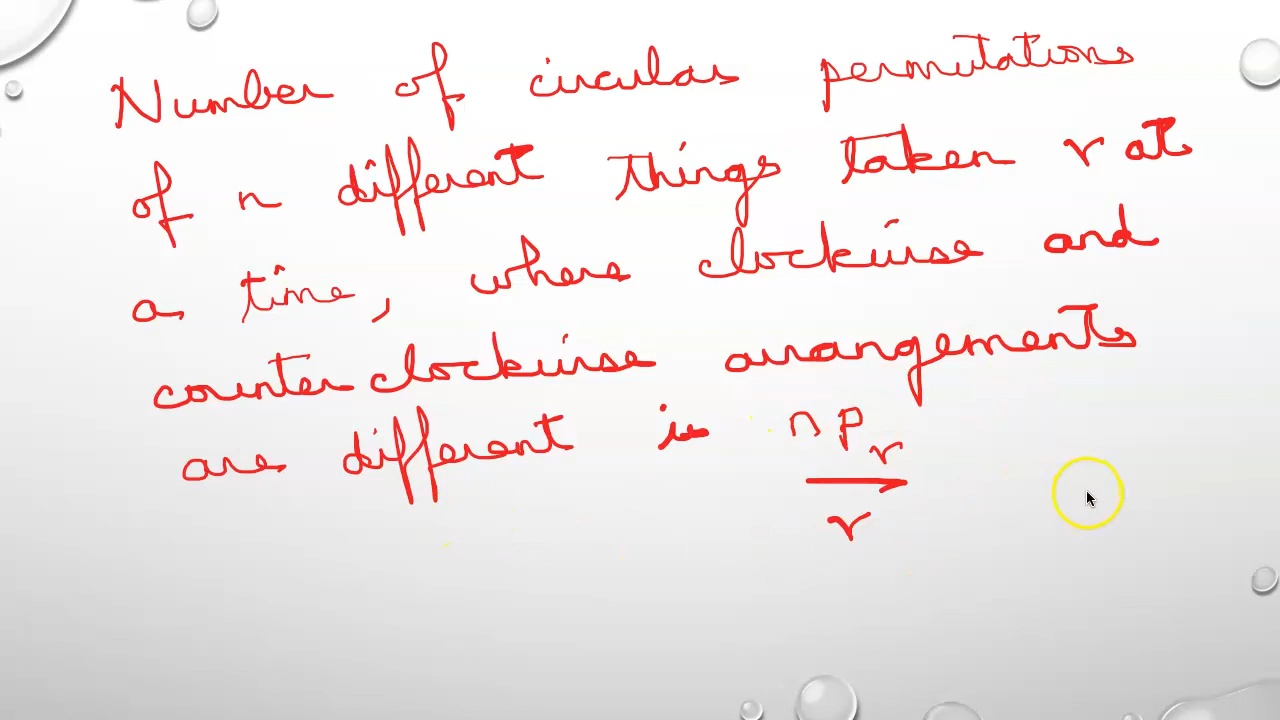 Number of circular permutations
of n different things taken r at
a time, where clockwise and
counter clockwise arrangements
are different is nPr
r